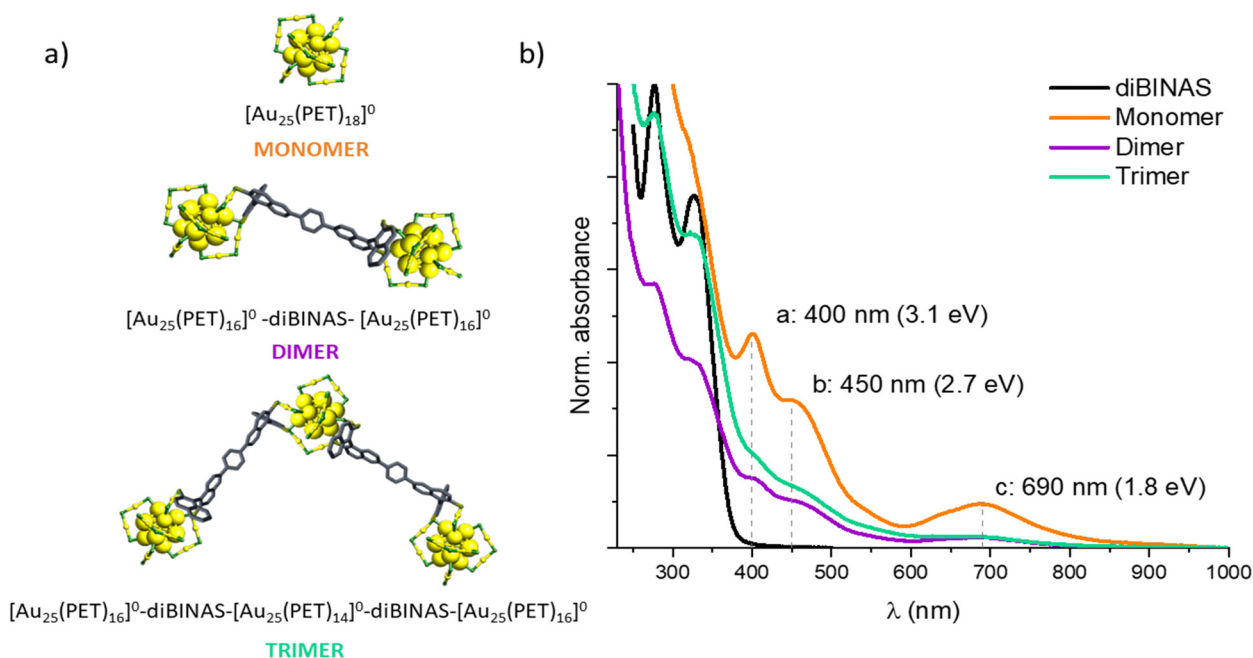 a)
[Au₂₅(PET)₁₈]⁰
MONOMER
[Au₂₅(PET)₁₆]⁰ -diBINAS- [Au₂₅(PET)₁₆]⁰
DIMER
[Au₂₅(PET)₁₆]⁰-diBINAS-[Au₂₅(PET)₁₄]⁰-diBINAS-[Au₂₅(PET)₁₆]⁰
TRIMER
b)
diBINAS
Monomer
Dimer
Trimer
Norm. absorbance
a: 400 nm (3.1 eV)
b: 450 nm (2.7 eV)
c: 690 nm (1.8 eV)
300 400 500 600 700 800 900 1000
λ (nm)